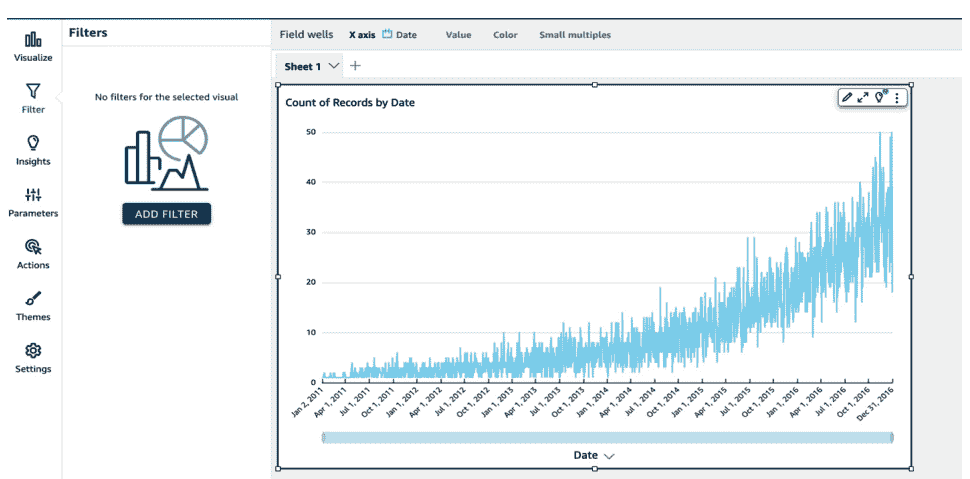 Visualize
Filter
Insights
Parameters
Actions
Themes
Settings
Filters
No filters for the selected visual
ADD FILTER
Field wells X axis Date Value Color Small multiples
Sheet 1
Count of Records by Date
50
40
30
20
10
0
Jan 2, 2011
Apr 1, 2011
Jul 1, 2011
Oct 1, 2011
Jan 1, 2012
Apr 1, 2012
Jul 1, 2012
Oct 1, 2012
Jan 1, 2013
Apr 1, 2013
Jul 1, 2013
Oct 1, 2013
Jan 1, 2014
Apr 1, 2014
Jul 1, 2014
Oct 1, 2014
Jan 1, 2015
Apr 1, 2015
Jul 1, 2015
Oct 1, 2015
Jan 1, 2016
Apr 1, 2016
Jul 1, 2016
Oct 1, 2016
Dec 31, 2016
Date